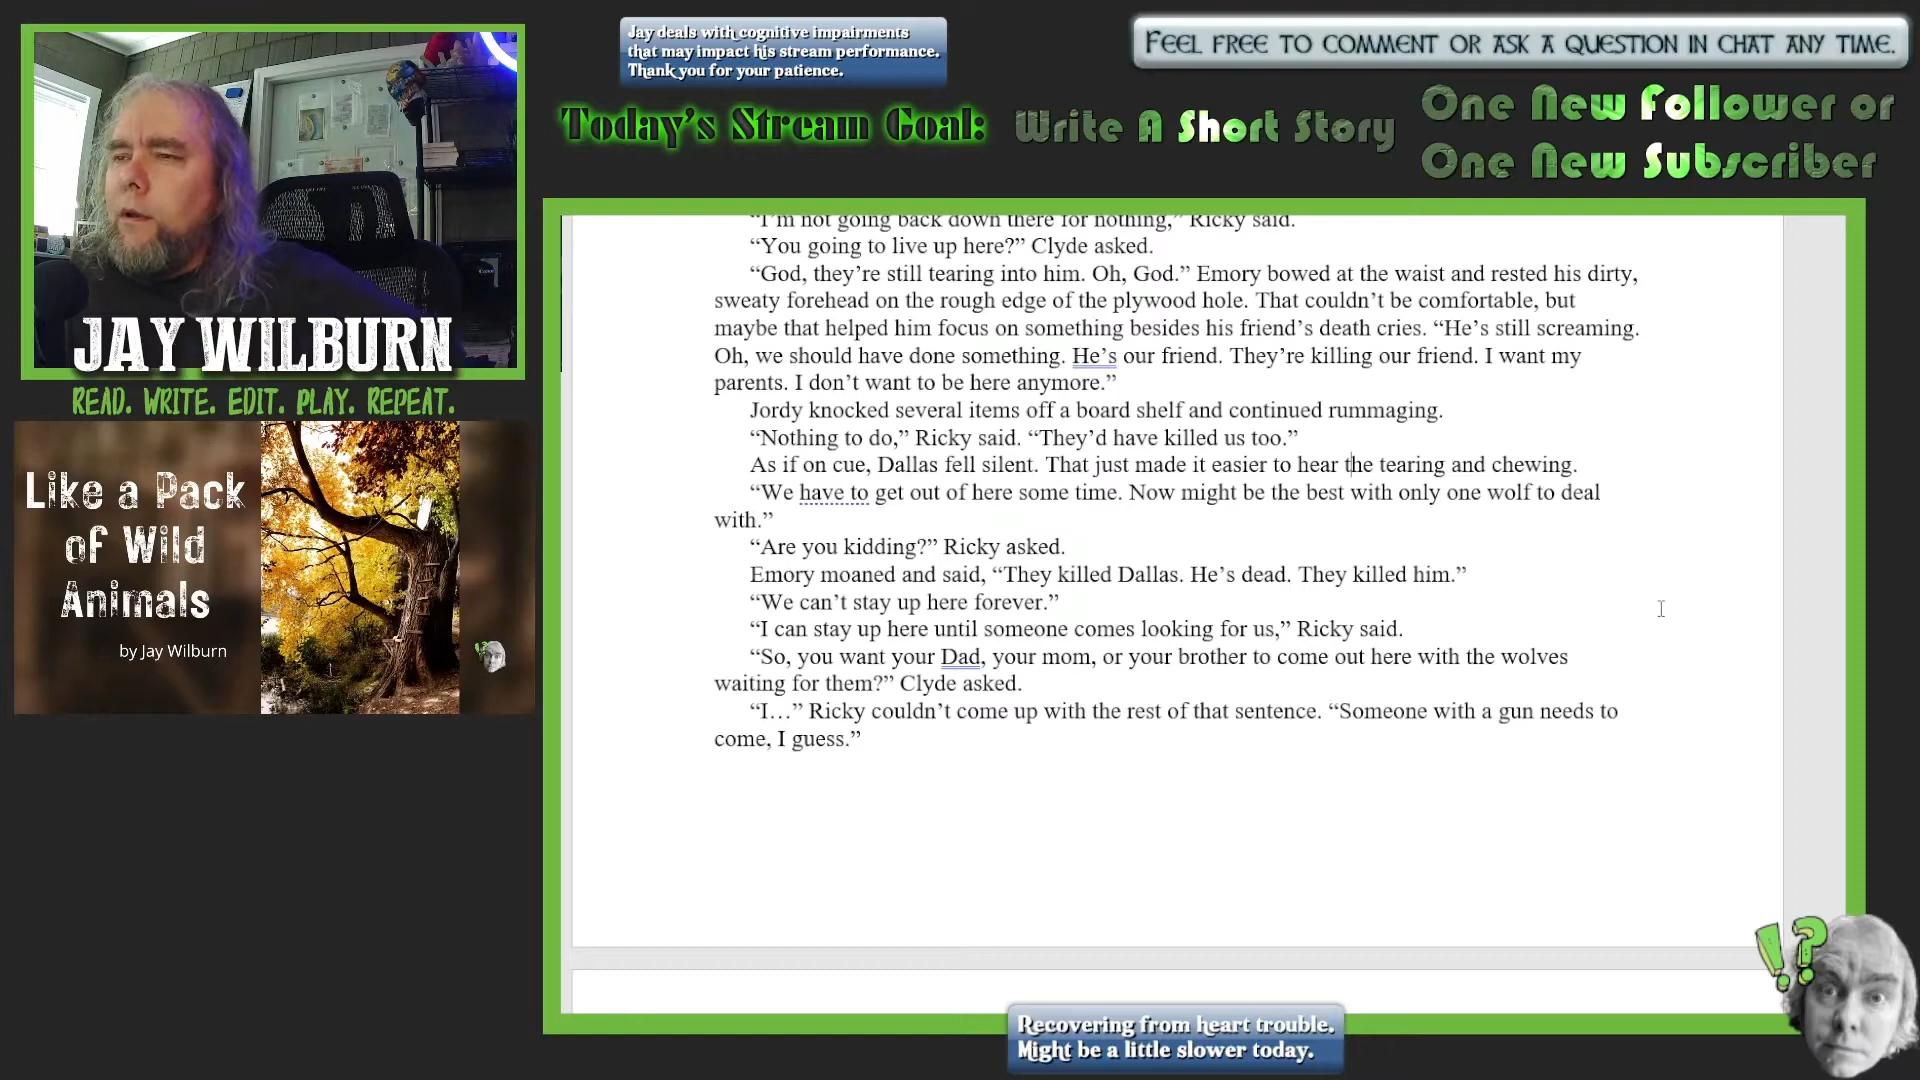 Jay deals with cognitive impairments
that may impact his stream performance.
Thank you for your patience.
Feel free to comment or ask a question in chat any time.
Today's Stream Goal:
Write A Short Story
One New Follower or
One New Subscriber
JAY WILBURN
READ. WRITE. EDIT. PLAY. REPEAT.
Like a Pack
of Wild
Animals
by Jay Wilburn
“I’m not going back down there for nothing,” Ricky said.
“You going to live up here?” Clyde asked.
“God, they’re still tearing into him. Oh, God.” Emory bowed at the waist and rested his dirty,
sweaty forehead on the rough edge of the plywood hole. That couldn’t be comfortable, but
maybe that helped him focus on something besides his friend’s death cries. “He’s still screaming.
Oh, we should have done something. He’s our friend. They’re killing our friend. I want my
parents. I don’t want to be here anymore.”
Jordy knocked several items off a board shelf and continued rummaging.
“Nothing to do,” Ricky said. “They’d have killed us too.”
As if on cue, Dallas fell silent. That just made it easier to hear the tearing and chewing.
“We have to get out of here some time. Now might be the best with only one wolf to deal
with.”
“Are you kidding?” Ricky asked.
Emory moaned and said, “They killed Dallas. He’s dead. They killed him.”
“We can’t stay up here forever.”
“I can stay up here until someone comes looking for us,” Ricky said.
“So, you want your Dad, your mom, or your brother to come out here with the wolves
waiting for them?” Clyde asked.
“I…” Ricky couldn’t come up with the rest of that sentence. “Someone with a gun needs to
come, I guess.”
!?
Recovering from heart trouble.
Might be a little slower today.